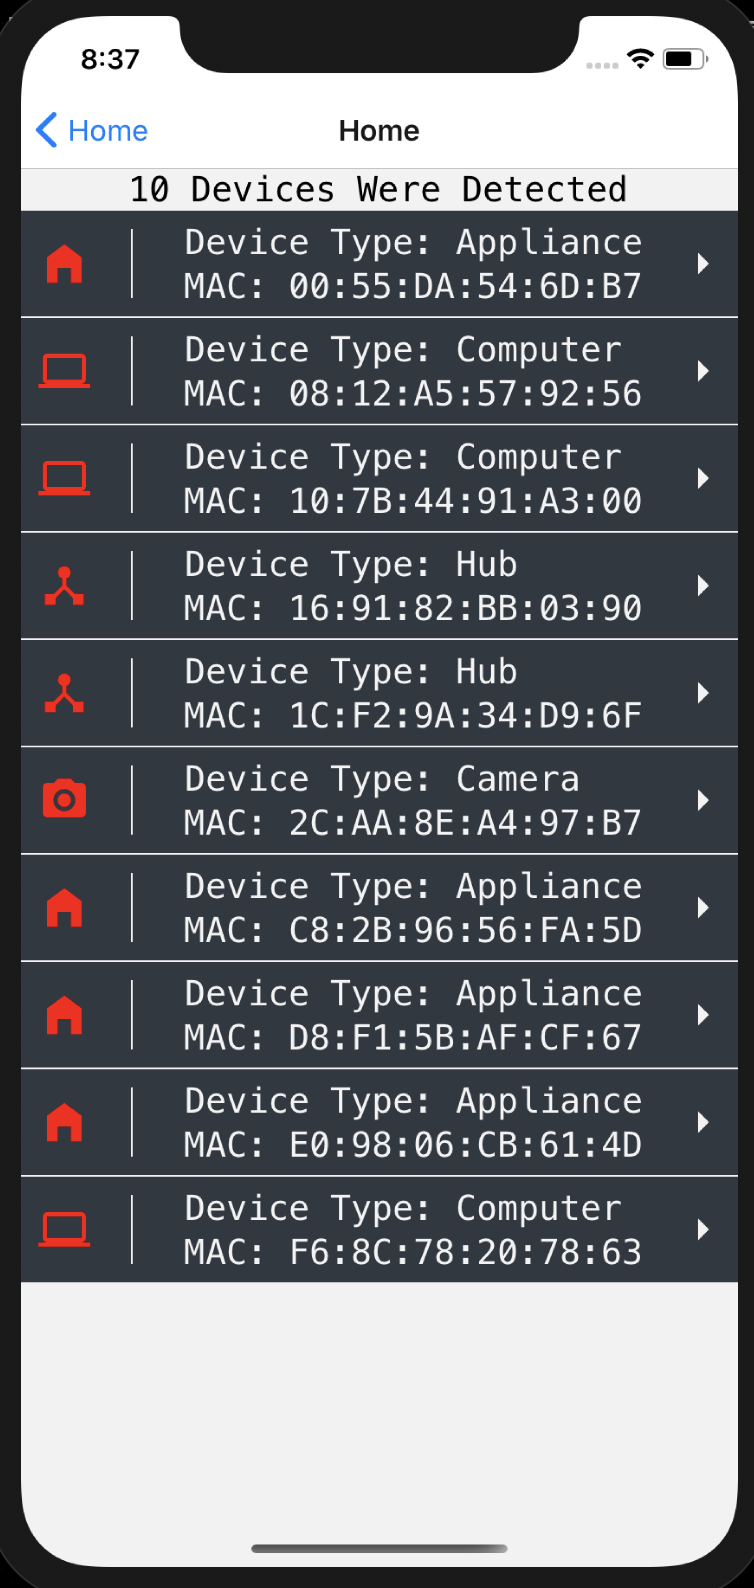 8:37
Home
Home
10 Devices Were Detected
Device Type: Appliance
MAC: 00:55:DA:54:6D:B7
Device Type: Computer
MAC: 08:12:A5:57:92:56
Device Type: Computer
MAC: 10:7B:44:91:A3:00
Device Type: Hub
MAC: 16:91:82:BB:03:90
Device Type: Hub
MAC: 1C:F2:9A:34:D9:6F
Device Type: Camera
MAC: 2C:AA:8E:A4:97:B7
Device Type: Appliance
MAC: C8:2B:96:56:FA:5D
Device Type: Appliance
MAC: D8:F1:5B:AF:CF:67
Device Type: Appliance
MAC: E0:98:06:CB:61:4D
Device Type: Computer
MAC: F6:8C:78:20:78:63